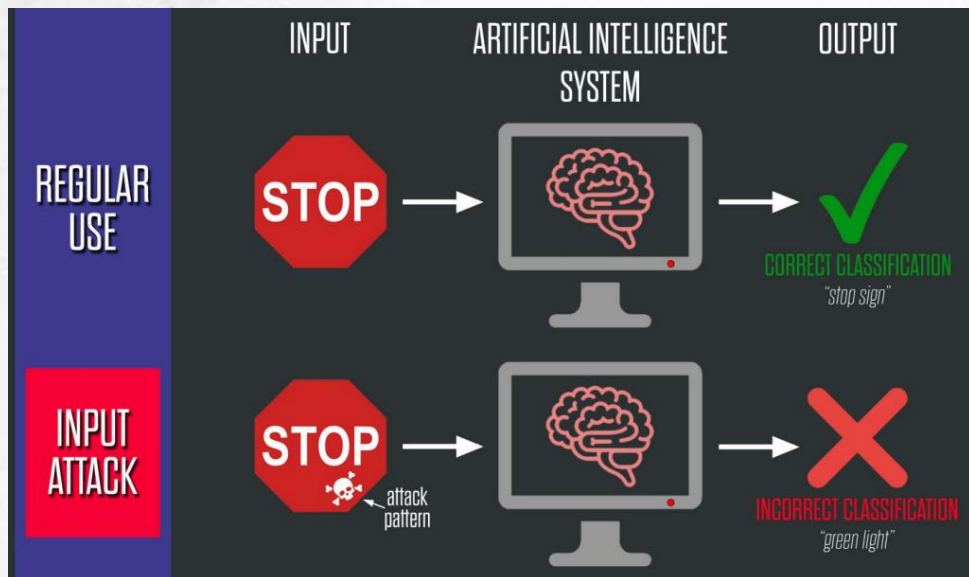 INPUT
ARTIFICIAL INTELLIGENCE
SYSTEM
OUTPUT
REGULAR
USE
STOP
CORRECT CLASSIFICATION
"stop sign"
INPUT
ATTACK
STOP
attack
pattern
INCORRECT CLASSIFICATION
"green light"